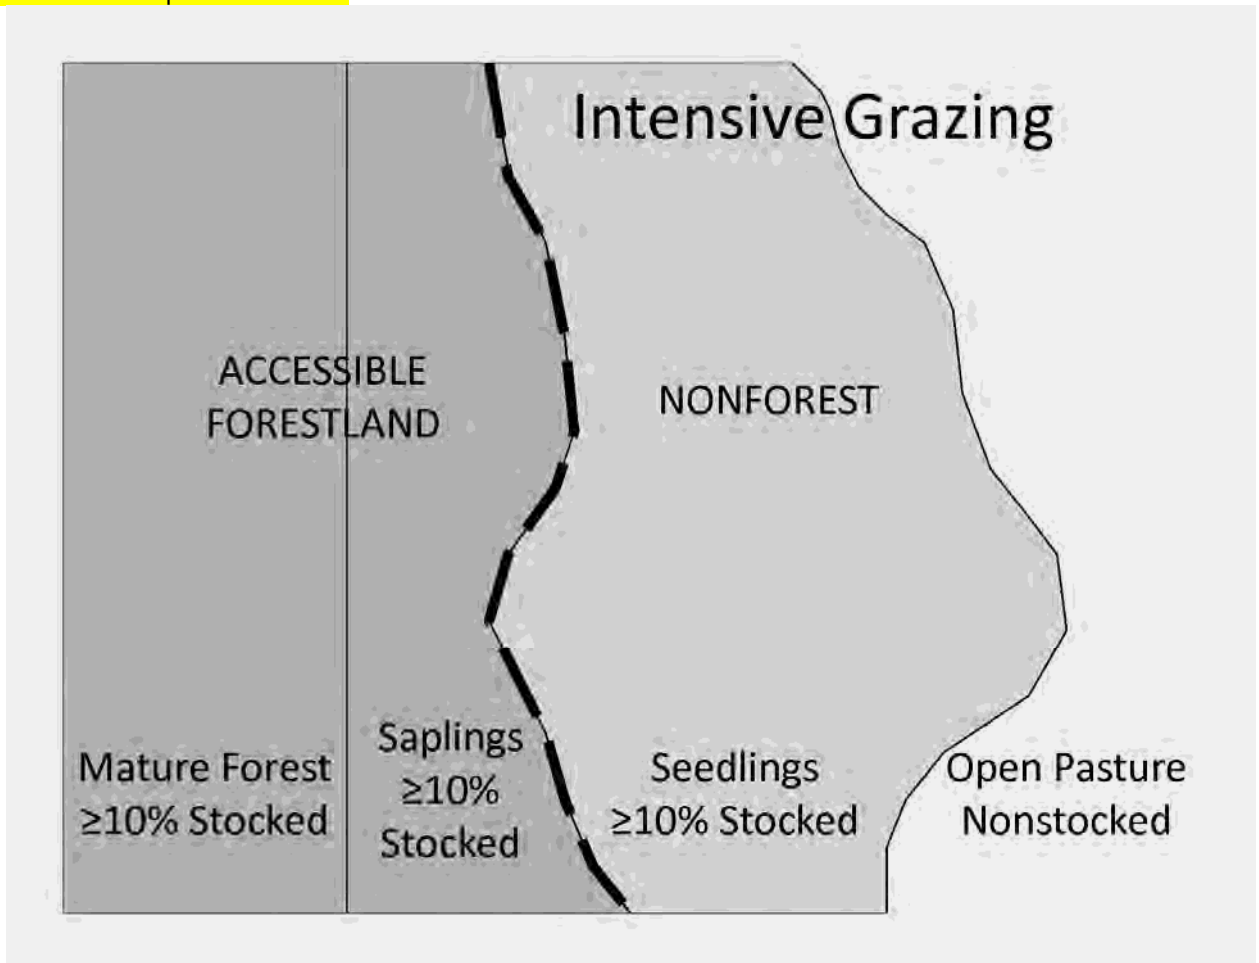 Intensive Grazing
ACCESSIBLE
FORESTLAND
NONFOREST
Mature Forest
≥10% Stocked
Saplings
≥10%
Stocked
Seedlings
≥10% Stocked
Open Pasture
Nonstocked